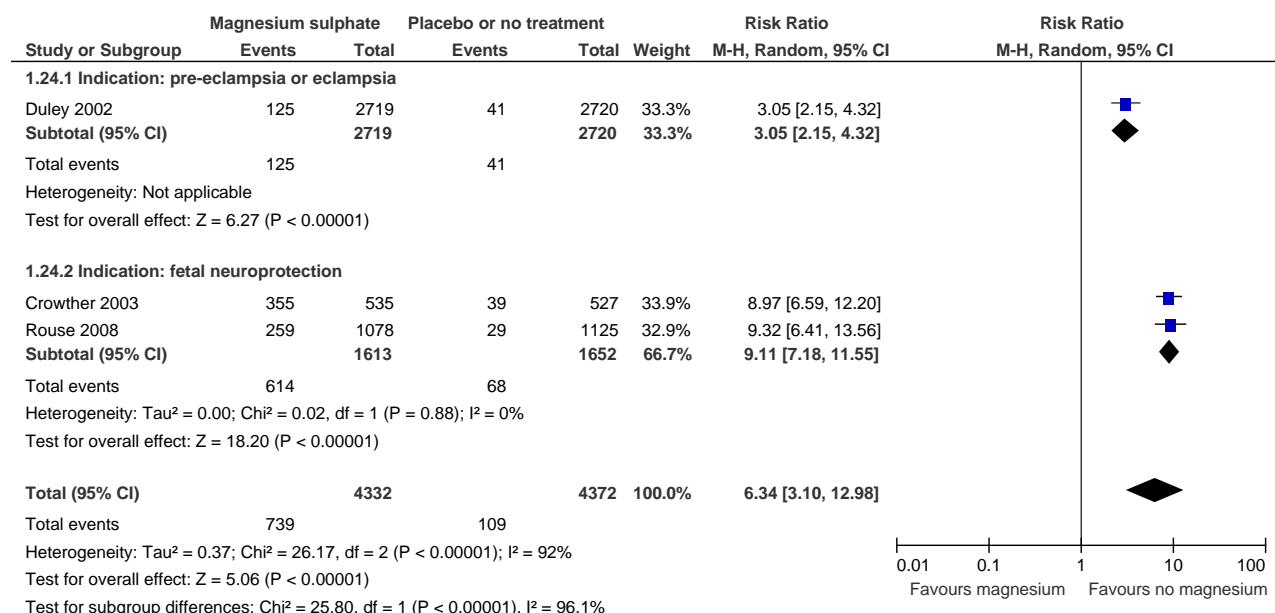 Magnesium sulphate Placebo or no treatment Risk Ratio Risk Ratio
Study or Subgroup Events Total Events Total Weight M-H, Random, 95% CI M-H, Random, 95% CI
1.24.1 Indication: pre-eclampsia or eclampsia
Duley 2002 125 2719 41 2720 33.3% 3.05 [2.15, 4.32]
Subtotal (95% CI) 2719 2720 33.3% 3.05 [2.15, 4.32]
Total events 125 41
Heterogeneity: Not applicable
Test for overall effect: Z = 6.27 (P < 0.00001)
1.24.2 Indication: fetal neuroprotection
Crowther 2003 355 535 39 527 33.9% 8.97 [6.59, 12.20]
Rouse 2008 259 1078 29 1125 32.9% 9.32 [6.41, 13.56]
Subtotal (95% CI) 1613 1652 66.7% 9.11 [7.18, 11.55]
Total events 614 68
Heterogeneity: Tau² = 0.00; Chi² = 0.02, df = 1 (P = 0.88); I² = 0%
Test for overall effect: Z = 18.20 (P < 0.00001)
Total (95% CI) 4332 4372 100.0% 6.34 [3.10, 12.98]
Total events 739 109
Heterogeneity: Tau² = 0.37; Chi² = 26.17, df = 2 (P < 0.00001); I² = 92%
Test for overall effect: Z = 5.06 (P < 0.00001)
Test for subgroup differences: Chi² = 25.80, df = 1 (P < 0.00001), I² = 96.1%
0.01 0.1 1 10 100
Favours magnesium Favours no magnesium